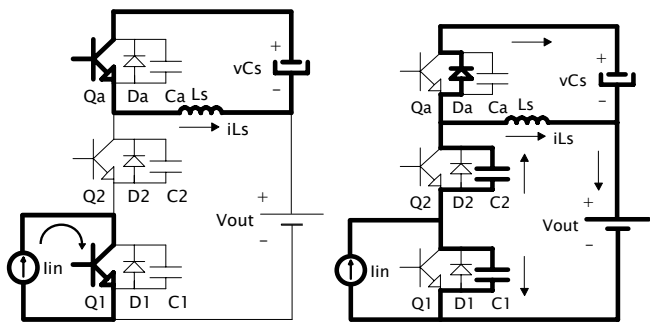 +
vCs
−
Qa Da Ca Ls
iLs
Q2 D2 C2
+
Vout
−
Iin
Q1 D1 C1
+
vCs
−
Qa Da Ca Ls
iLs
Q2 D2 C2
+
Vout
−
Iin
Q1 D1 C1